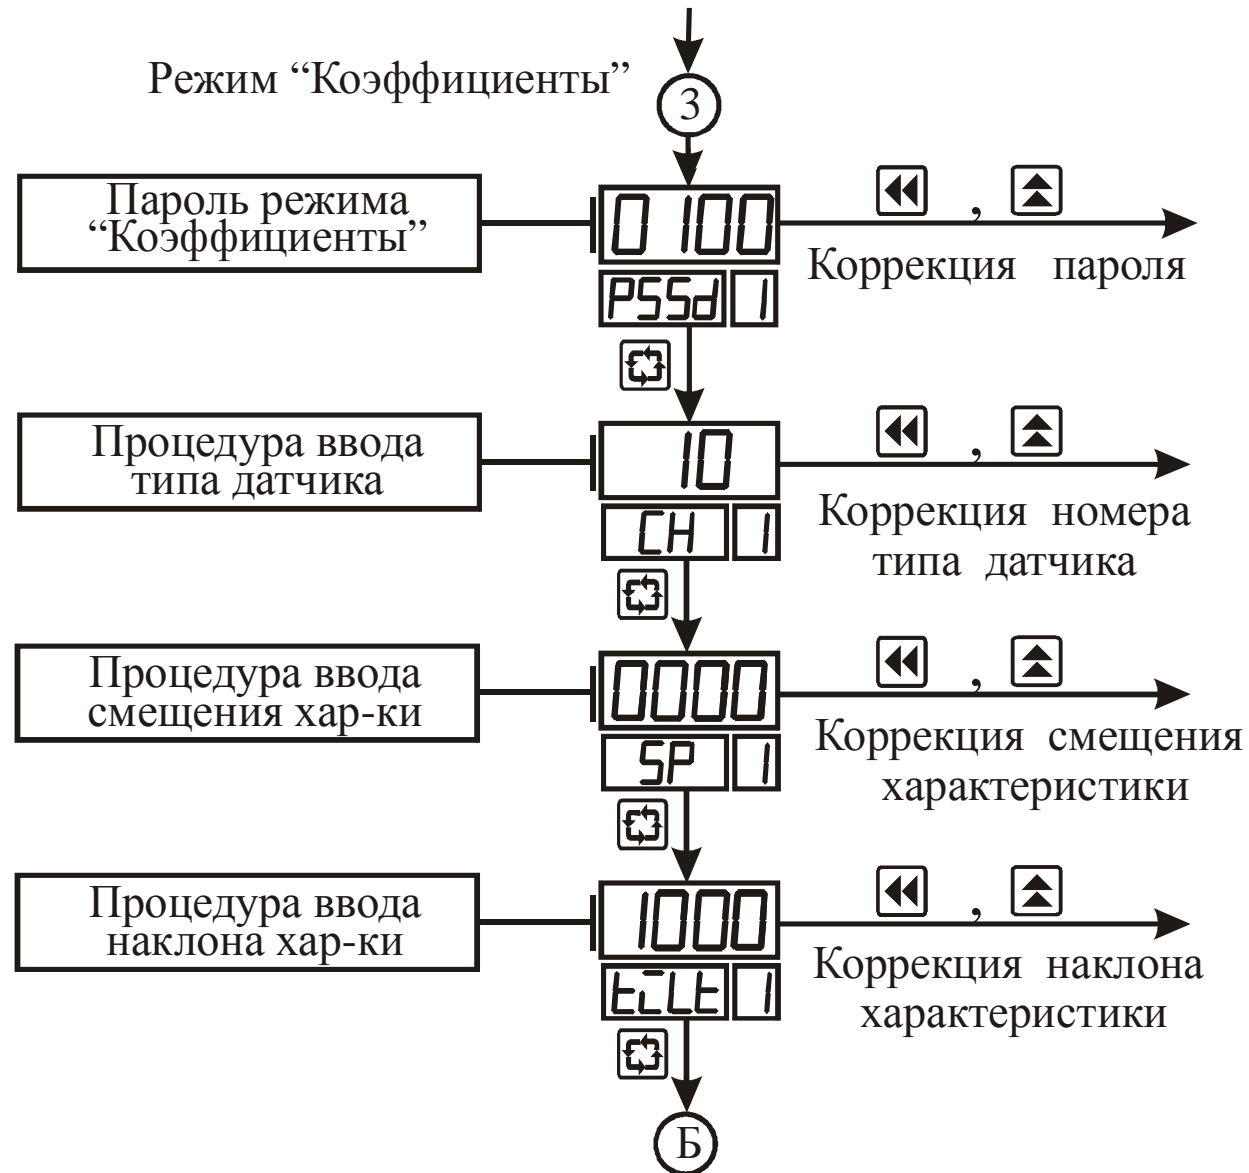 Режим “Коэффициенты”
3
Пароль режима
“Коэффициенты”
0100
,
Коррекция пароля
PSSd 1
Процедура ввода
типа датчика
10
,
Коррекция номера
типа датчика
CH 1
Процедура ввода
смещения хар-ки
0000
,
Коррекция смещения
характеристики
SP 1
Процедура ввода
наклона хар-ки
1000
,
Коррекция наклона
характеристики
tiLt 1
Б